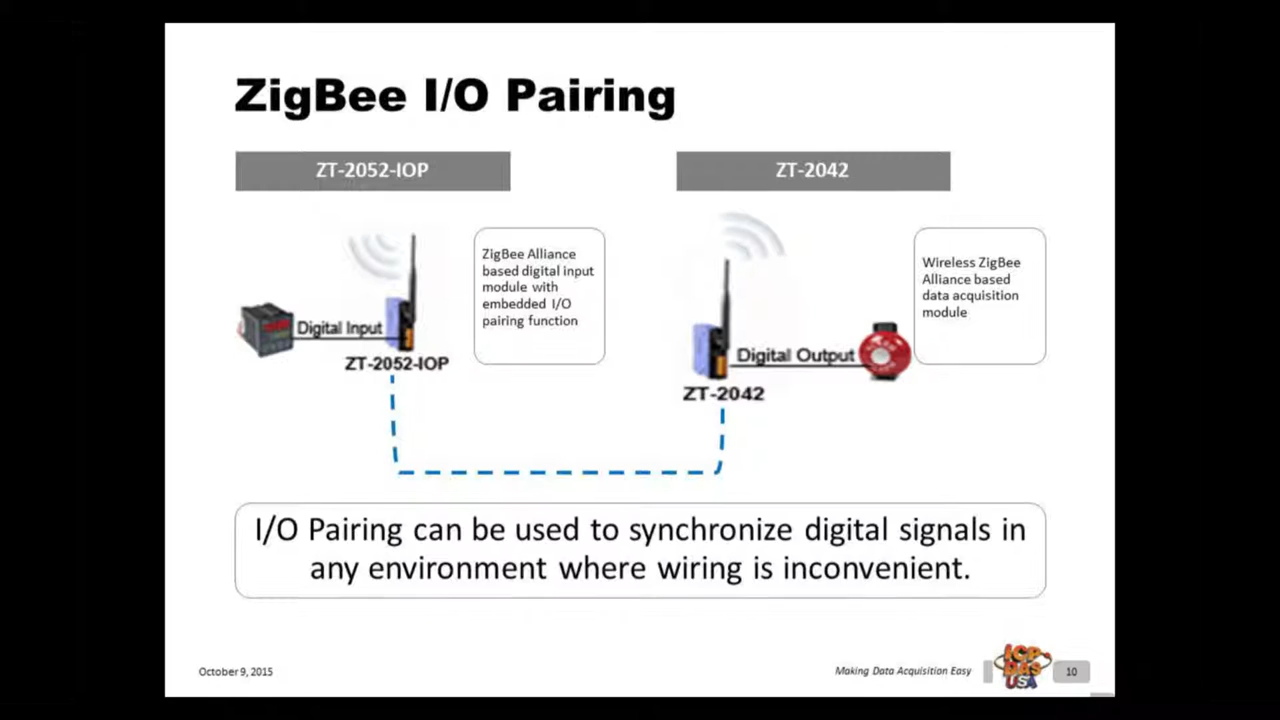 ZigBee I/O Pairing
ZT-2052-IOP
ZT-2042
ZigBee Alliance
based digital input
module with
embedded I/O
pairing function
Digital Input
ZT-2052-IOP
Wireless ZigBee
Alliance based
data acquisition
module
Digital Output
ZT-2042
I/O Pairing can be used to synchronize digital signals in
any environment where wiring is inconvenient.
October 9, 2015
Making Data Acquisition Easy
ICP
DAS
USA
10